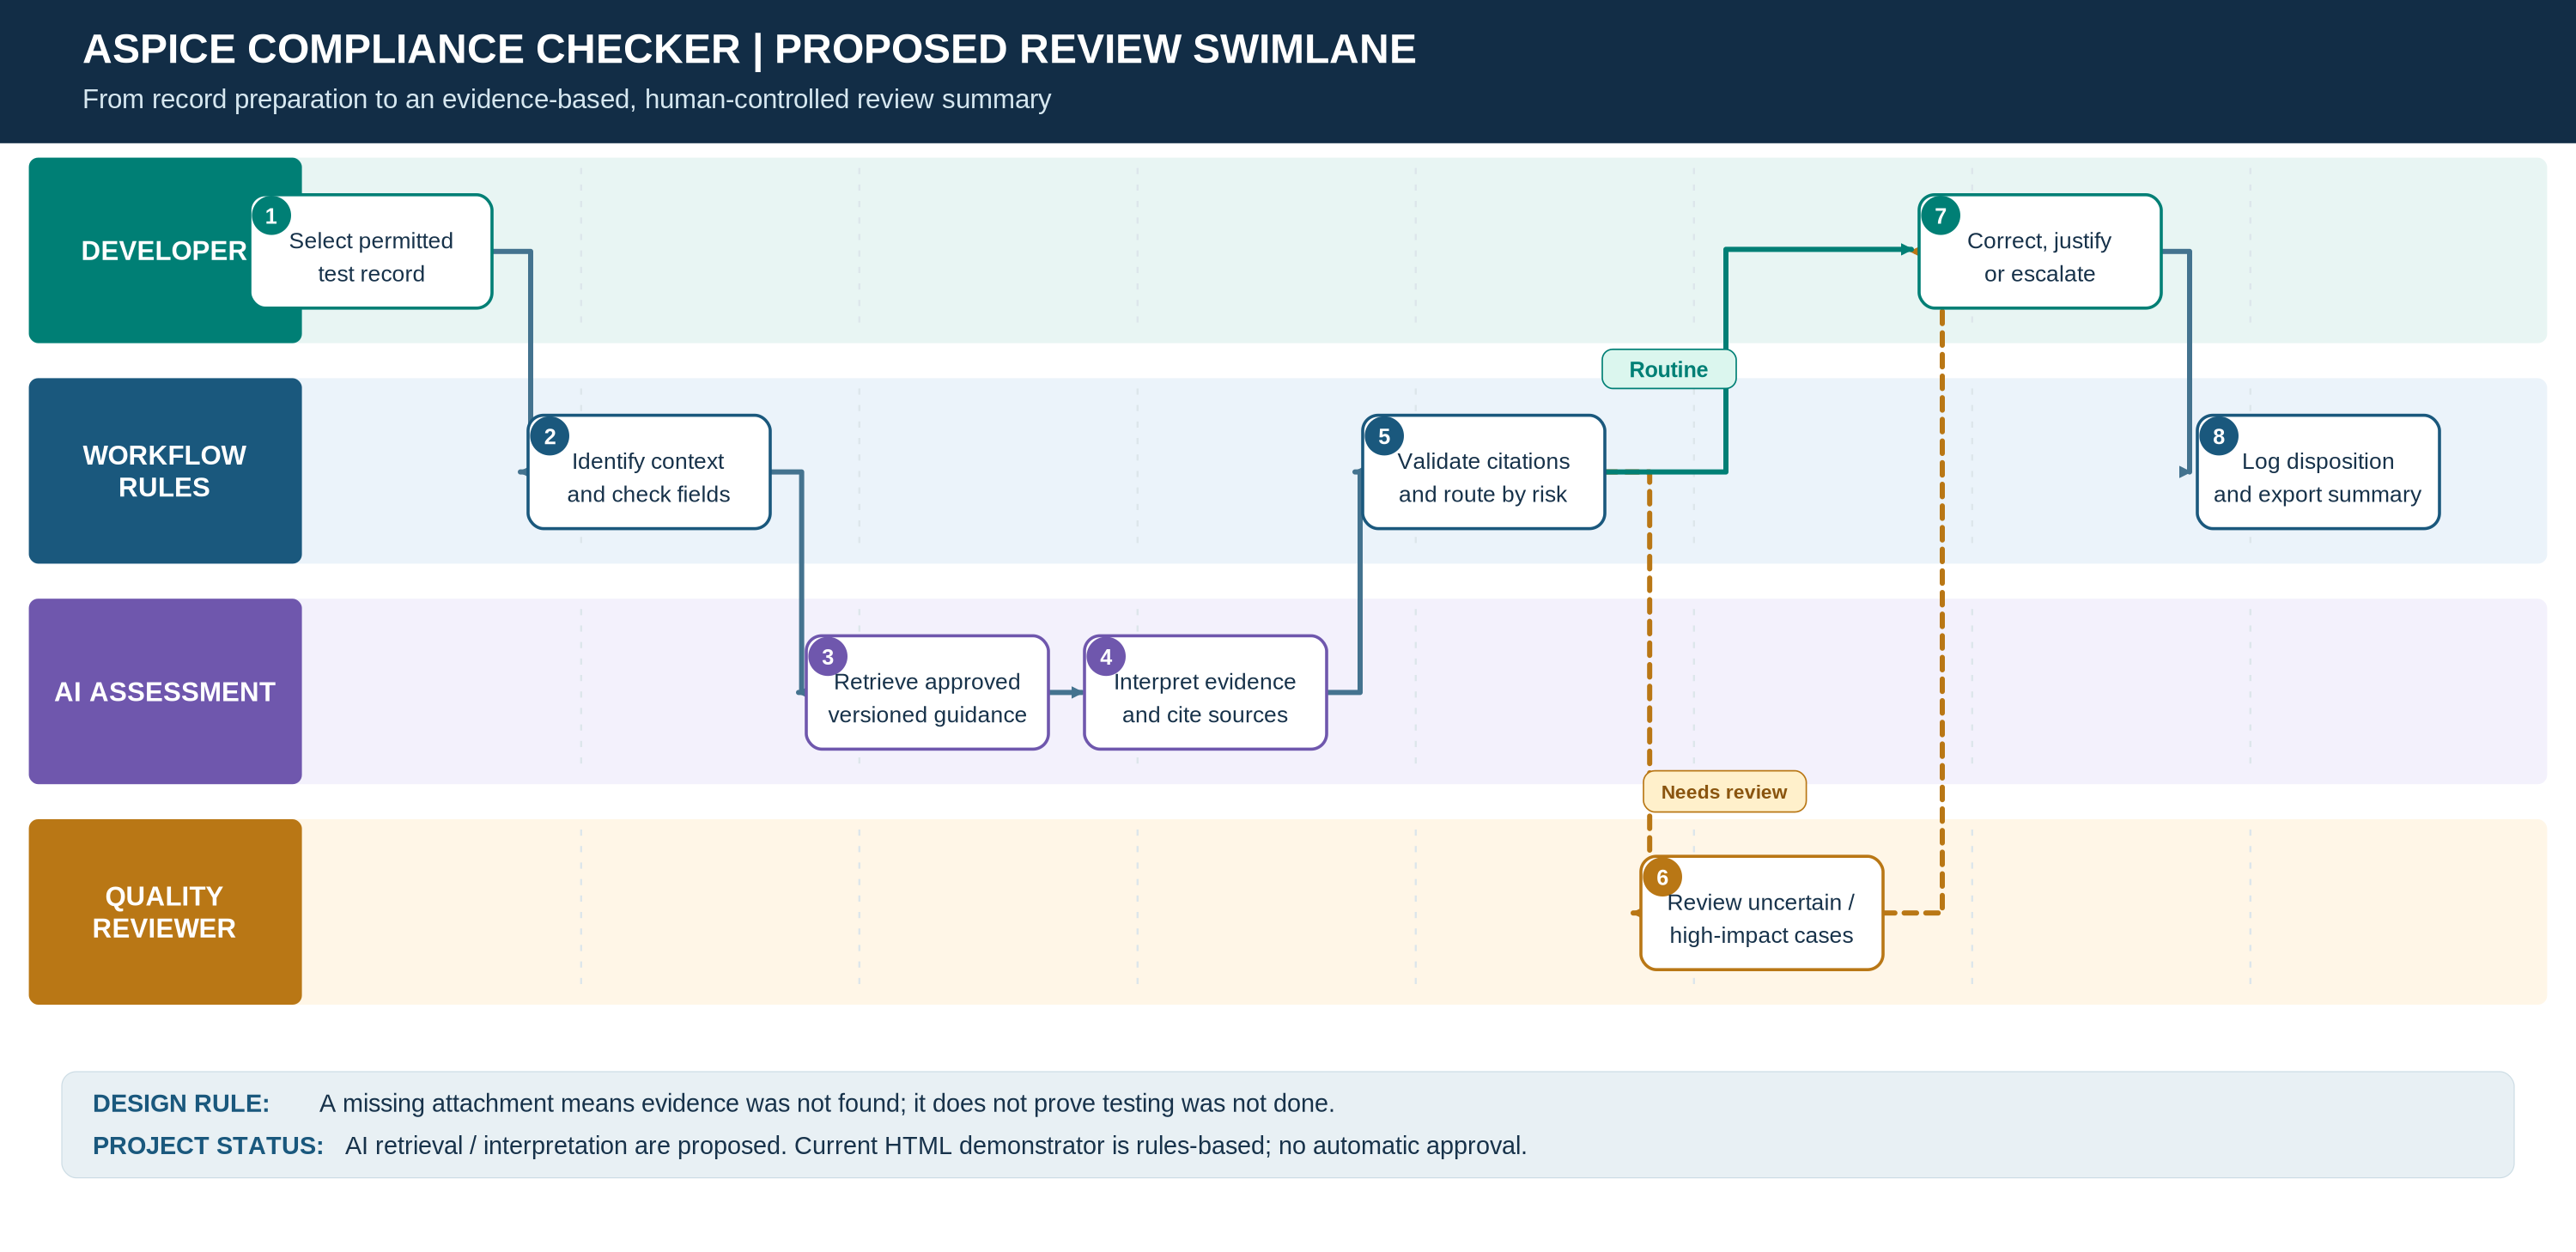 ASPICE COMPLIANCE CHECKER | PROPOSED REVIEW SWIMLANE
From record preparation to an evidence-based, human-controlled review summary
DEVELOPER
1
Select permitted
test record
7
Correct, justify
or escalate
Routine
WORKFLOW
RULES
2
Identify context
and check fields
5
Validate citations
and route by risk
8
Log disposition
and export summary
AI ASSESSMENT
3
Retrieve approved
versioned guidance
4
Interpret evidence
and cite sources
Needs review
QUALITY
REVIEWER
6
Review uncertain /
high-impact cases
DESIGN RULE: A missing attachment means evidence was not found; it does not prove testing was not done.
PROJECT STATUS: AI retrieval / interpretation are proposed. Current HTML demonstrator is rules-based; no automatic approval.